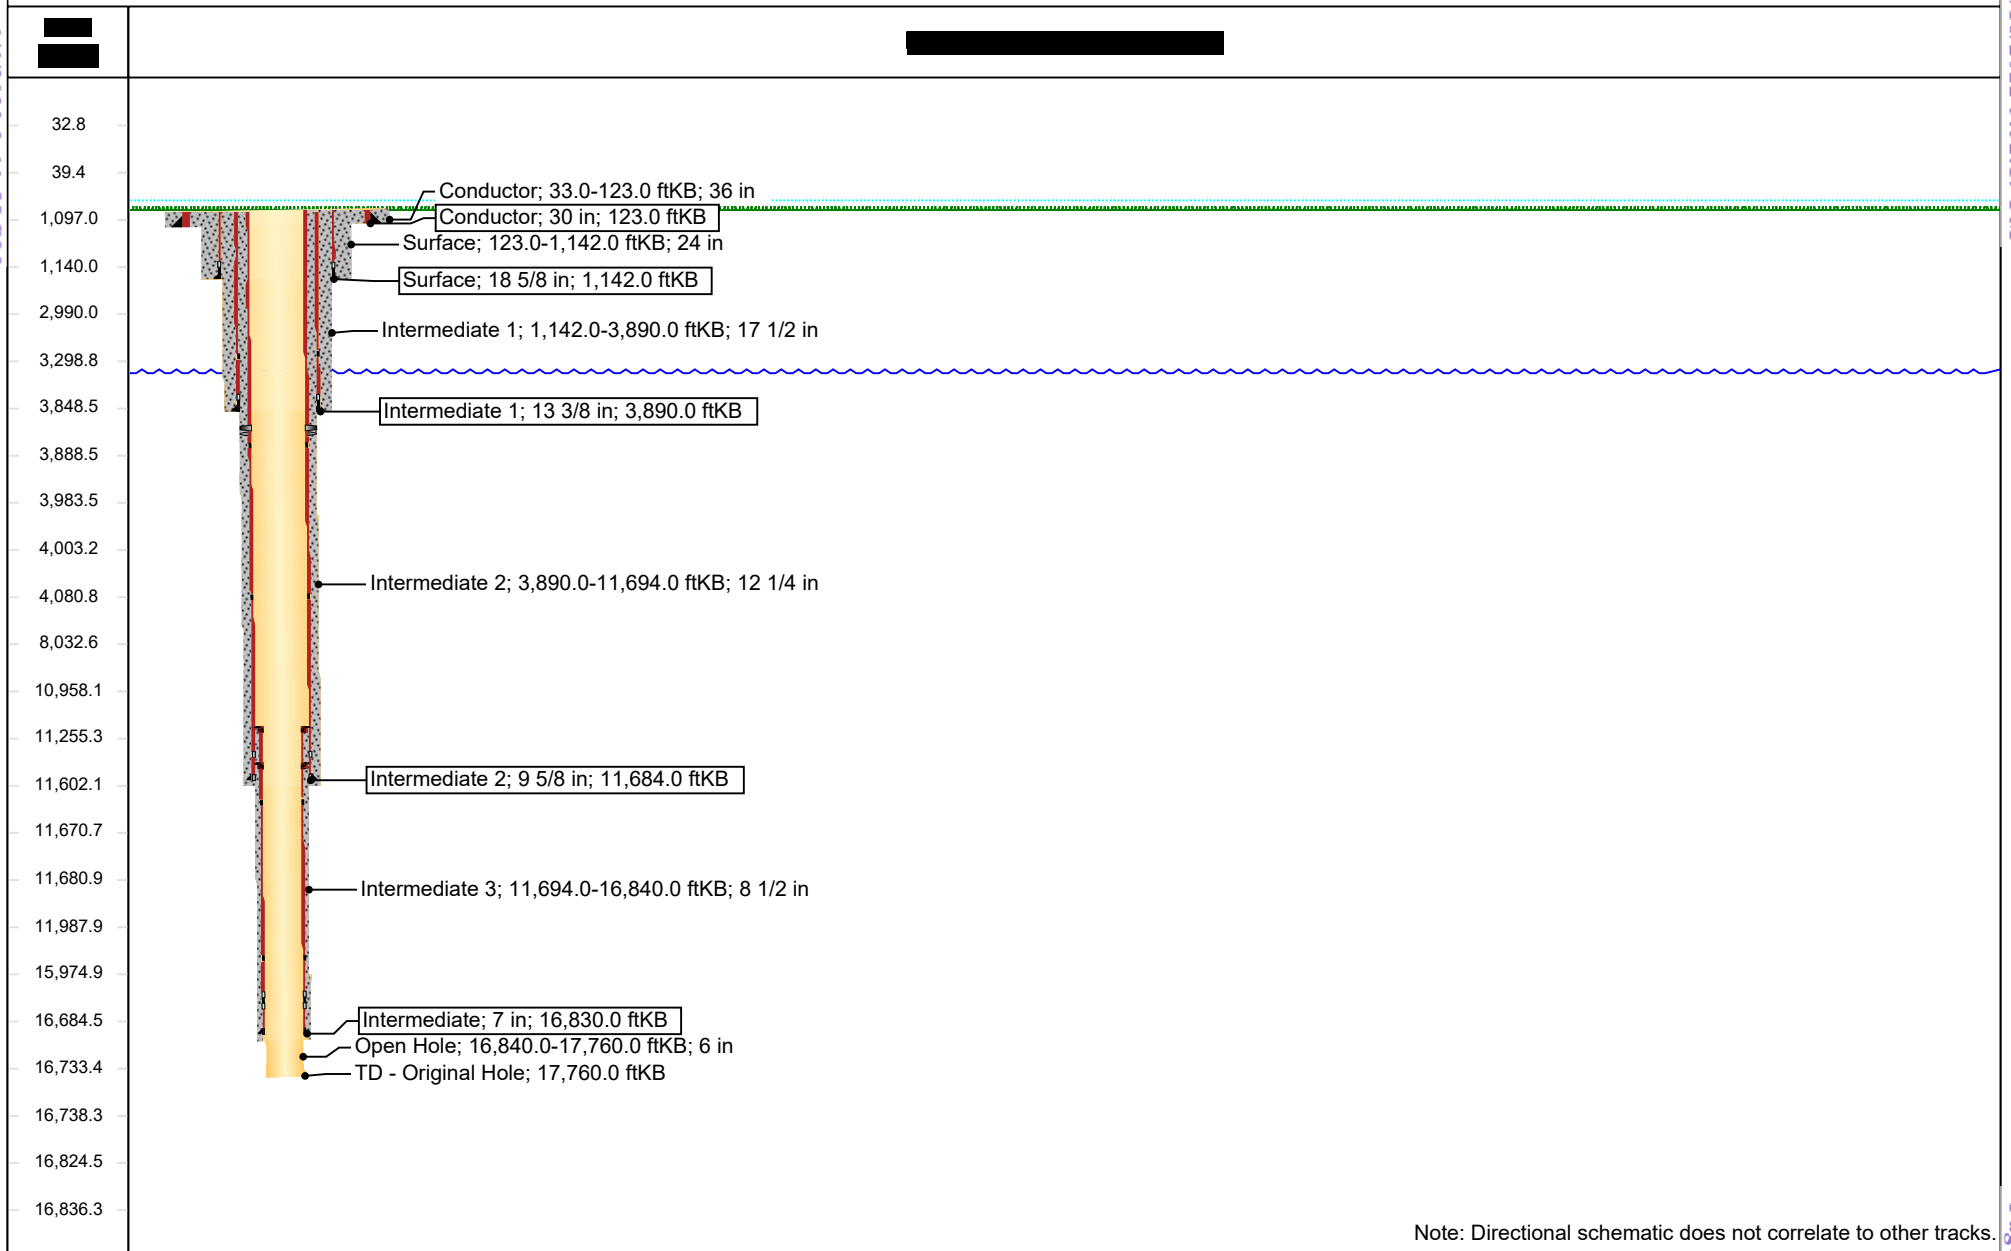 32.8
39.4
Conductor; 33.0-123.0 ftKB; 36 in
1,097.0
Conductor; 30 in; 123.0 ftKB
Surface; 123.0-1,142.0 ftKB; 24 in
1,140.0
Surface; 18 5/8 in; 1,142.0 ftKB
2,990.0
Intermediate 1; 1,142.0-3,890.0 ftKB; 17 1/2 in
3,298.8
3,848.5
Intermediate 1; 13 3/8 in; 3,890.0 ftKB
3,888.5
3,983.5
4,003.2
Intermediate 2; 3,890.0-11,694.0 ftKB; 12 1/4 in
4,080.8
8,032.6
10,958.1
11,255.3
Intermediate 2; 9 5/8 in; 11,684.0 ftKB
11,602.1
11,670.7
11,680.9
Intermediate 3; 11,694.0-16,840.0 ftKB; 8 1/2 in
11,987.9
15,974.9
16,684.5
Intermediate; 7 in; 16,830.0 ftKB
Open Hole; 16,840.0-17,760.0 ftKB; 6 in
16,733.4
TD - Original Hole; 17,760.0 ftKB
16,738.3
16,824.5
16,836.3
Note: Directional schematic does not correlate to other tracks.